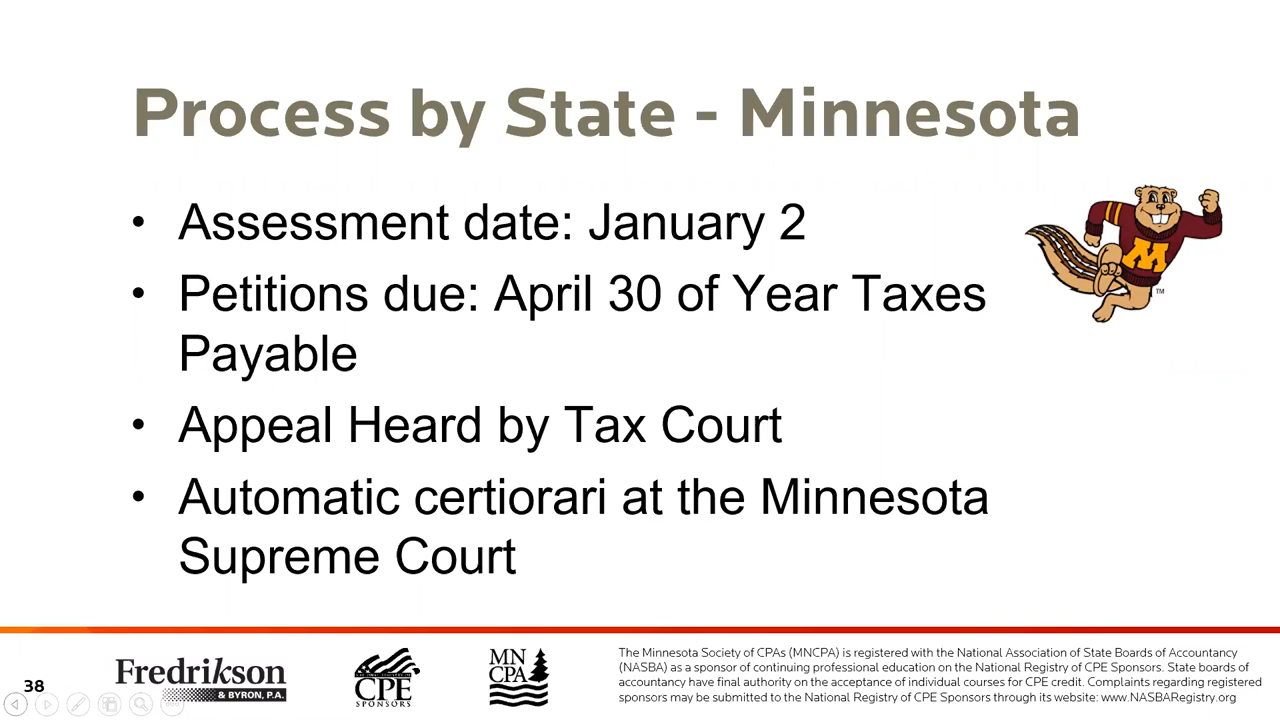 Process by State - Minnesota
• Assessment date: January 2
• Petitions due: April 30 of Year Taxes
Payable
• Appeal Heard by Tax Court
• Automatic certiorari at the Minnesota
Supreme Court
M
TM
38
Fredrikson
& BYRON, P.A.
CPE
SPONSORS
MN
CPA
The Minnesota Society of CPAs (MNCPA) is registered with the National Association of State Boards of Accountancy
(NASBA) as a sponsor of continuing professional education on the National Registry of CPE Sponsors. State boards of
accountancy have final authority on the acceptance of individual courses for CPE credit. Complaints regarding registered
sponsors may be submitted to the National Registry of CPE Sponsors through its website: www.NASBARegistry.org